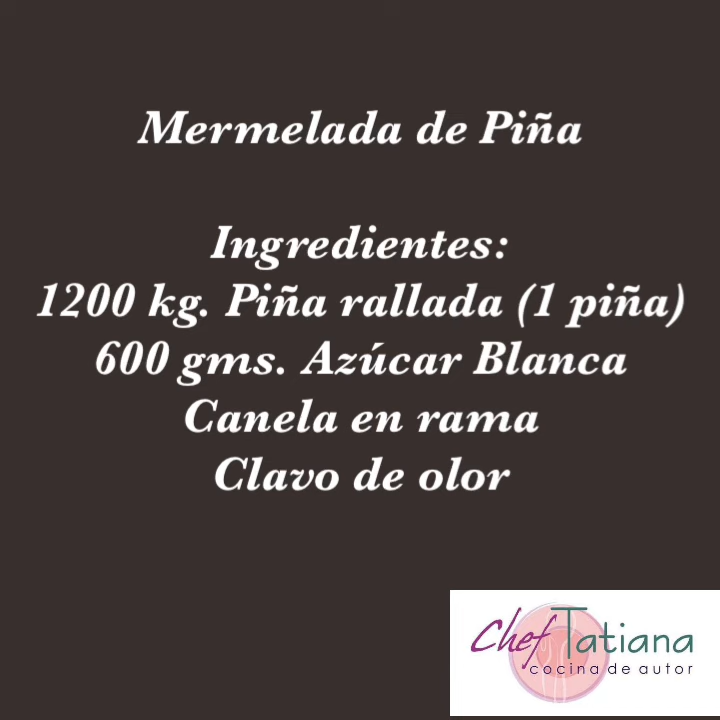 Mermelada de Piña
Ingredientes:
1200 kg. Piña rallada (1 piña)
600 gms. Azúcar Blanca
Canela en rama
Clavo de olor
Chef Tatiana
cocina de autor